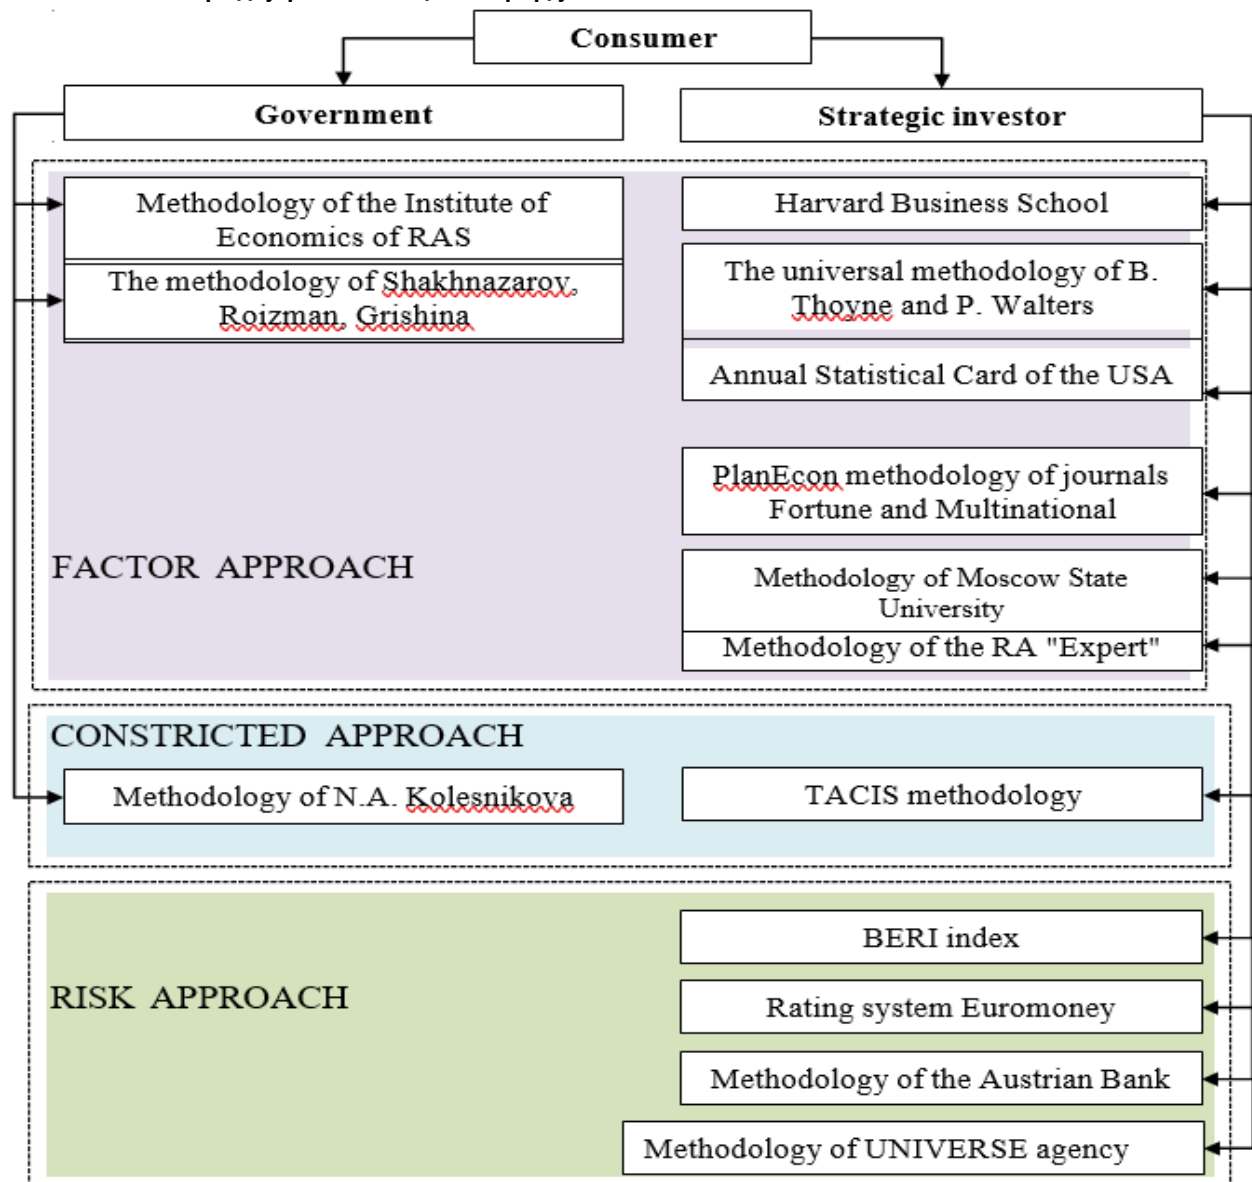 Consumer
Government
Strategic investor
Methodology of the Institute of
Economics of RAS
The methodology of Shakhnazarov,
Roizman, Grishina
Harvard Business School
The universal methodology of B.
Thoyne and P. Walters
Annual Statistical Card of the USA
PlanEcon methodology of journals
Fortune and Multinational
FACTOR APPROACH
Methodology of Moscow State
University
Methodology of the RA "Expert"
CONSTRICTED APPROACH
Methodology of N.A. Kolesnikova
TACIS methodology
BERI index
RISK APPROACH
Rating system Euromoney
Methodology of the Austrian Bank
Methodology of UNIVERSE agency